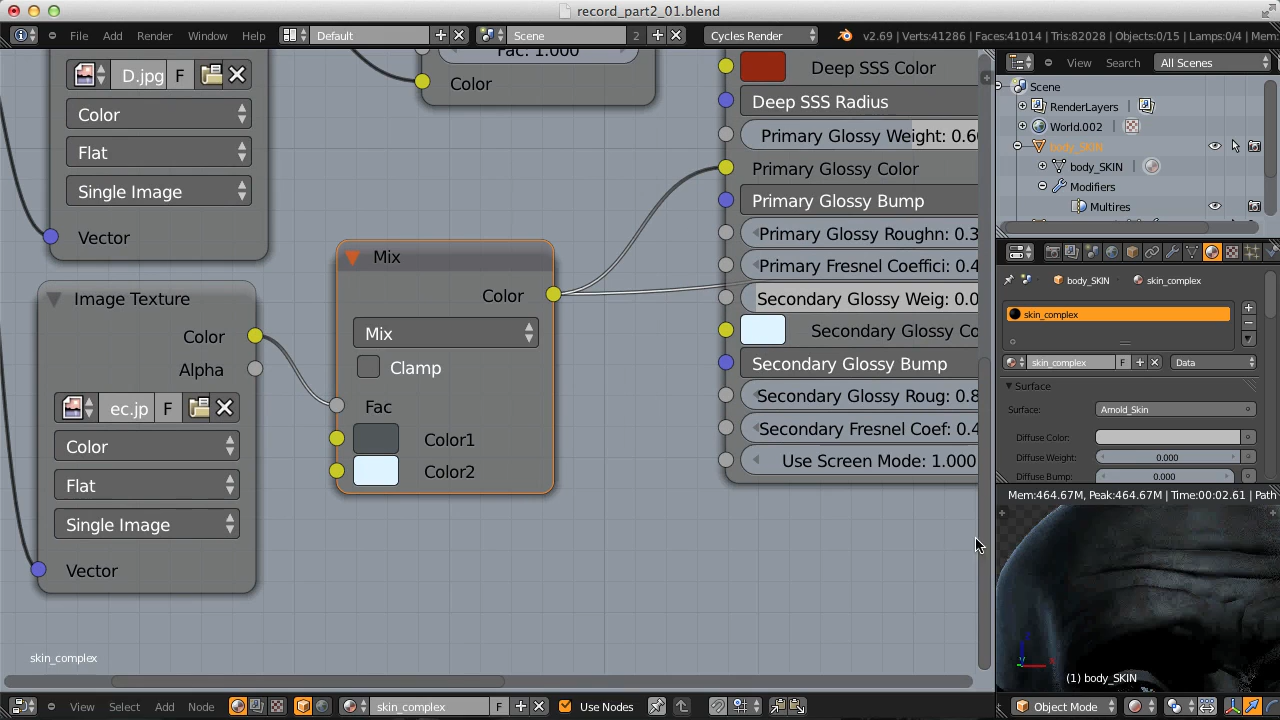 record_part2_01.blend
File Add Render Window Help Default Scene 2 Cycles Render v2.69 | Verts:41286 | Faces:41014 | Tris:82028 | Objects:0/15 | Lamps:0/4 | Mem:
D.jpg F
Color
Flat
Single Image
Vector
Fac: 1.000
Color
Image Texture
Color
Alpha
ec.jp F
Color
Flat
Single Image
Vector
Mix
Color
Mix
Clamp
Fac
Color1
Color2
Deep SSS Color
Deep SSS Radius
Primary Glossy Weight: 0.6
Primary Glossy Color
Primary Glossy Bump
Primary Glossy Roughn: 0.3
Primary Fresnel Coeffici: 0.4
Secondary Glossy Weig: 0.0
Secondary Glossy Co
Secondary Glossy Bump
Secondary Glossy Roug: 0.8
Secondary Fresnel Coef: 0.4
Use Screen Mode: 1.000
skin_complex
View Select Add Node skin_complex F Use Nodes
View Search All Scenes
Scene
RenderLayers |
World.002 |
body_SKIN
body_SKIN |
Modifiers
Multires
body_SKIN skin_complex
skin_complex
skin_complex F Data
Surface
Surface: Arnold_Skin
Diffuse Color:
Diffuse Weight: 0.000
Diffuse Bump: 0.000
Mem:464.67M, Peak:464.67M | Time:00:02.61 | Path
(1) body_SKIN
Object Mode